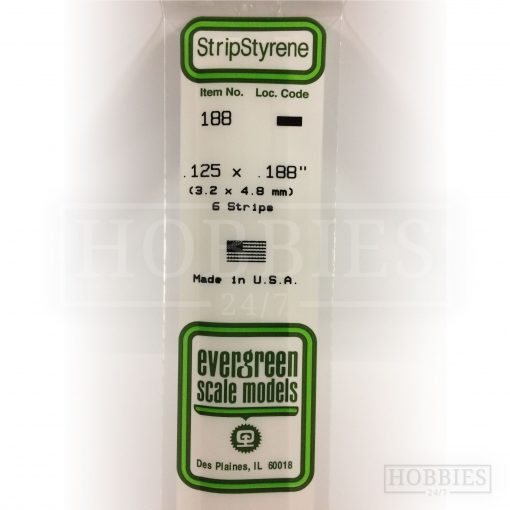 StripStyrene
Item No. Loc. Code
188
.125 x .188"
(3.2 x 4.8 mm)
6 Strips
Made in U.S.A.
HOBBIES
24/7
evergreen
scale models
Des Plaines, IL 60018
HOBBIES
24/7